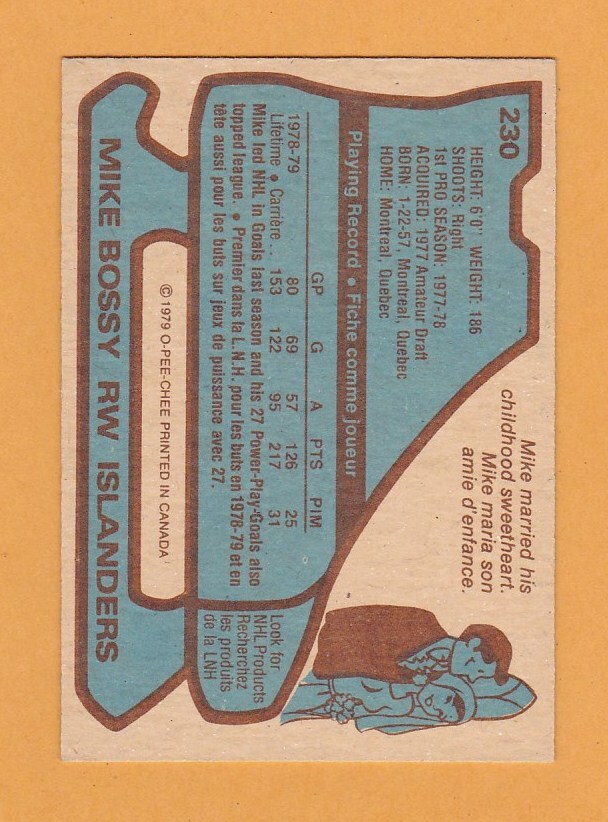 230
HEIGHT: 6'0" WEIGHT: 186
SHOOTS: Right
1st PRO SEASON: 1977-78
ACQUIRED: 1977 Amateur Draft
BORN: 1-22-57, Montreal, Quebec
HOME: Montreal, Quebec
Mike married his
childhood sweetheart.
Mike maria son
amie d'enfance.
Playing Record • Fiche comme joueur
GP G A PTS PIM
1978-79 80 69 57 126 25
Lifetime • Carrière . . 153 122 95 217 31
Mike led NHL in Goals last season and his 27 Power-Play-Goals also
topped league. • Premier dans la L.N.H. pour les buts en 1978-79 et en
tête aussi pour les buts sur jeux de puissance avec 27.
Look for
NHL Products
Recherchez
les produits
de la LNH
© 1979 O-PEE-CHEE PRINTED IN CANADA
MIKE BOSSY RW ISLANDERS